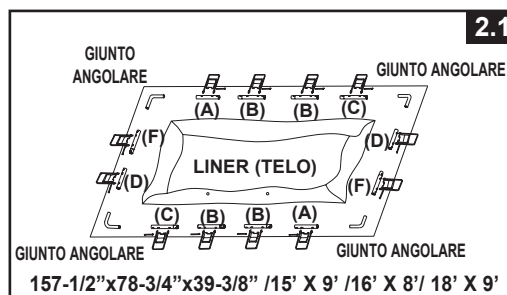 2.1
GIUNTO
ANGOLARE
GIUNTO ANGOLARE
(A) (B) (B) (C)
(F) (D)
LINER (TELO)
(D) (F)
(C) (B) (B) (A)
GIUNTO ANGOLARE
GIUNTO ANGOLARE
157-1/2”x78-3/4”x39-3/8” /15’ X 9’ /16’ X 8’/ 18’ X 9’